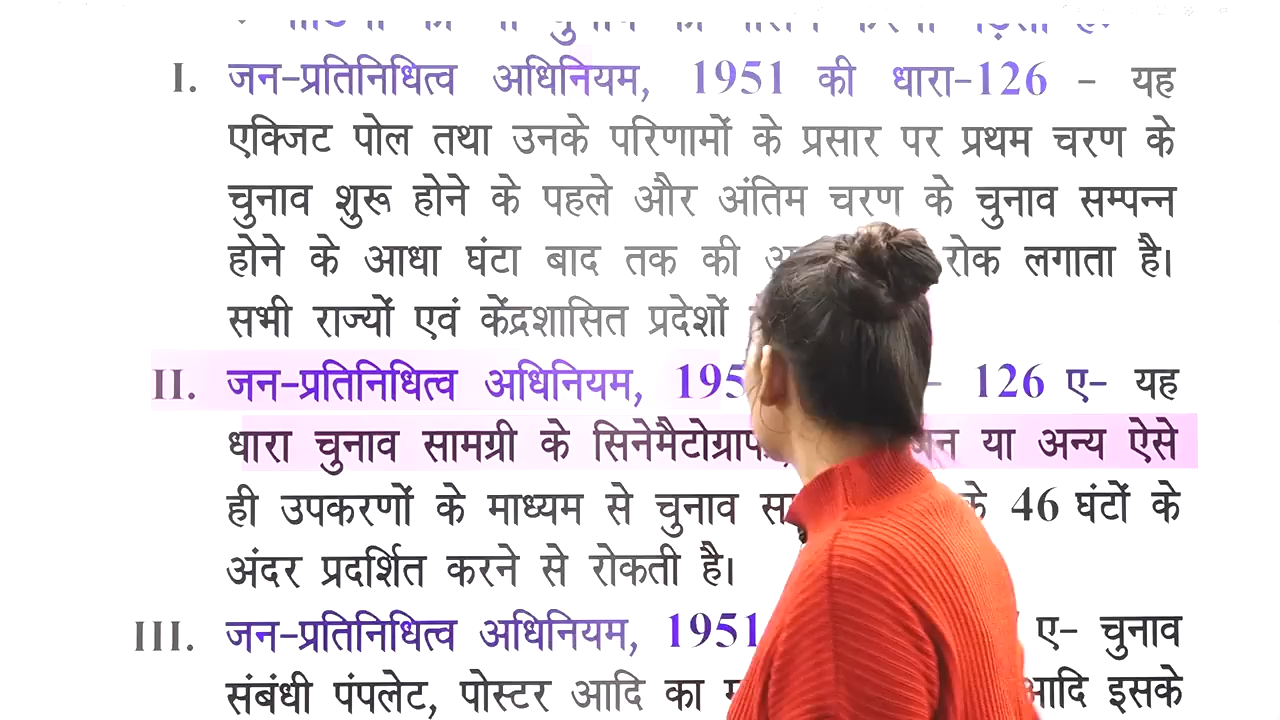 I. जन-प्रतिनिधित्व अधिनियम, 1951 की धारा-126 - यह
एक्जिट पोल तथा उनके परिणामों के प्रसार पर प्रथम चरण के
चुनाव शुरू होने के पहले और अंतिम चरण के चुनाव सम्पन्न
होने के आधा घंटा बाद तक की रोक लगाता है।
सभी राज्यों एवं केंद्रशासित प्रदेशों
II. जन-प्रतिनिधित्व अधिनियम, 195 - 126 ए- यह
धारा चुनाव सामग्री के या अन्य ऐसे
ही उपकरणों के माध्यम से चुनाव के 46 घंटों के
अंदर प्रदर्शित करने से रोकती है।
III. जन-प्रतिनिधित्व अधिनियम, 1951 ए- चुनाव
संबंधी पंपलेट, पोस्टर आदि का आदि इसके